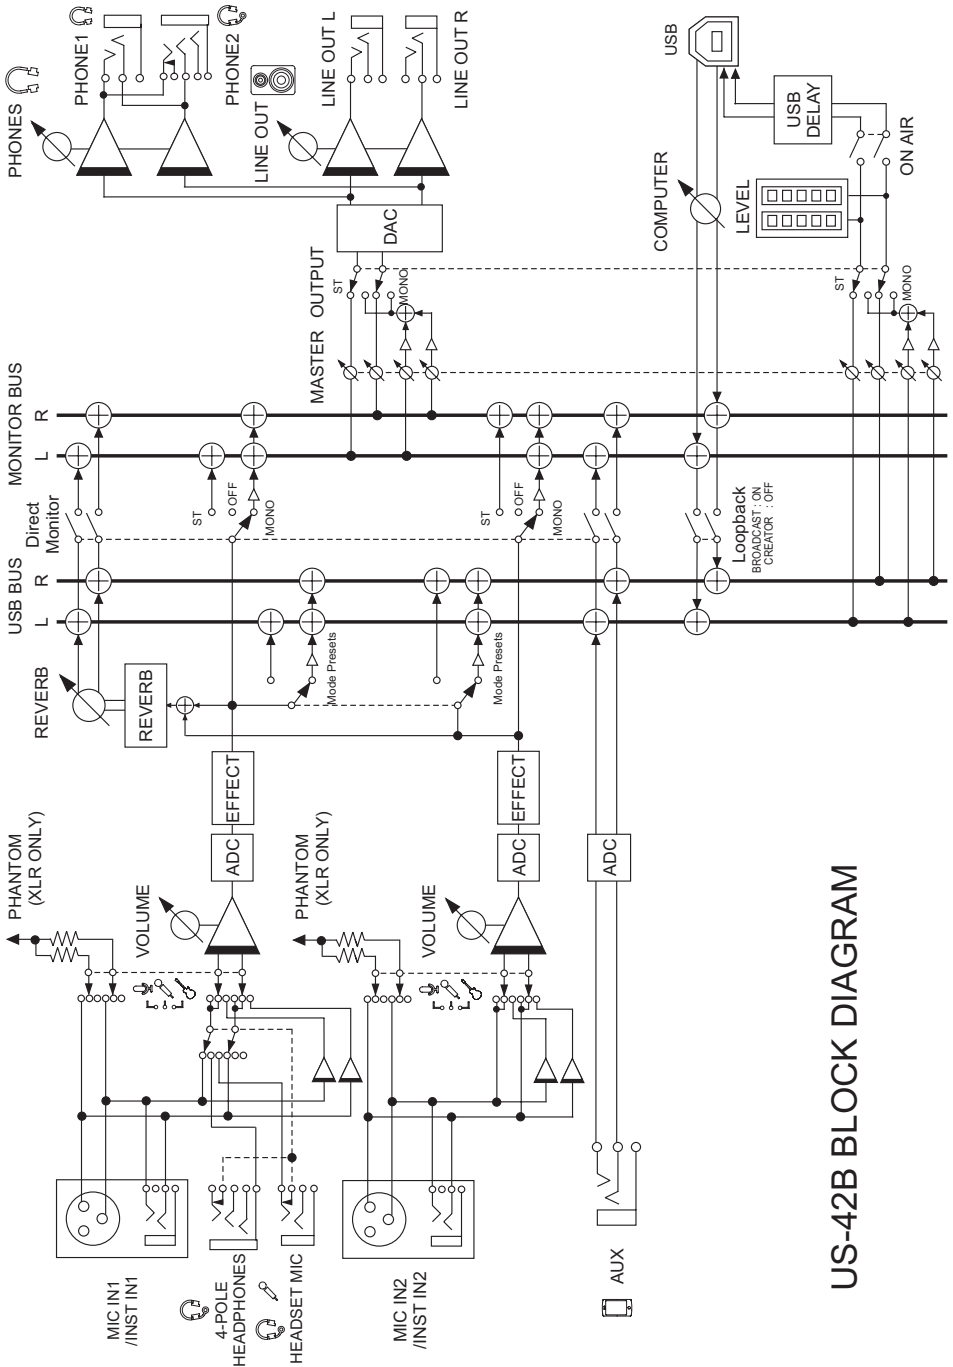 US-42B BLOCK DIAGRAM
MIC IN1
/INST IN1
4-POLE
HEADPHONES
HEADSET MIC
MIC IN2
/INST IN2
AUX
PHANTOM
(XLR ONLY)
VOLUME
ADC
EFFECT
PHANTOM
(XLR ONLY)
VOLUME
ADC
EFFECT
ADC
REVERB
REVERB
Mode Presets
Mode Presets
USB BUS
L
R
Direct
Monitor
ST
OFF
MONO
ST
OFF
MONO
Loopback
BROADCAST : ON
CREATOR : OFF
MONITOR BUS
L
R
MASTER OUTPUT
ST
MONO
ST
MONO
DAC
COMPUTER
LEVEL
ON AIR
USB
DELAY
USB
PHONES
PHONE1
PHONE2
LINE OUT
LINE OUT L
LINE OUT R